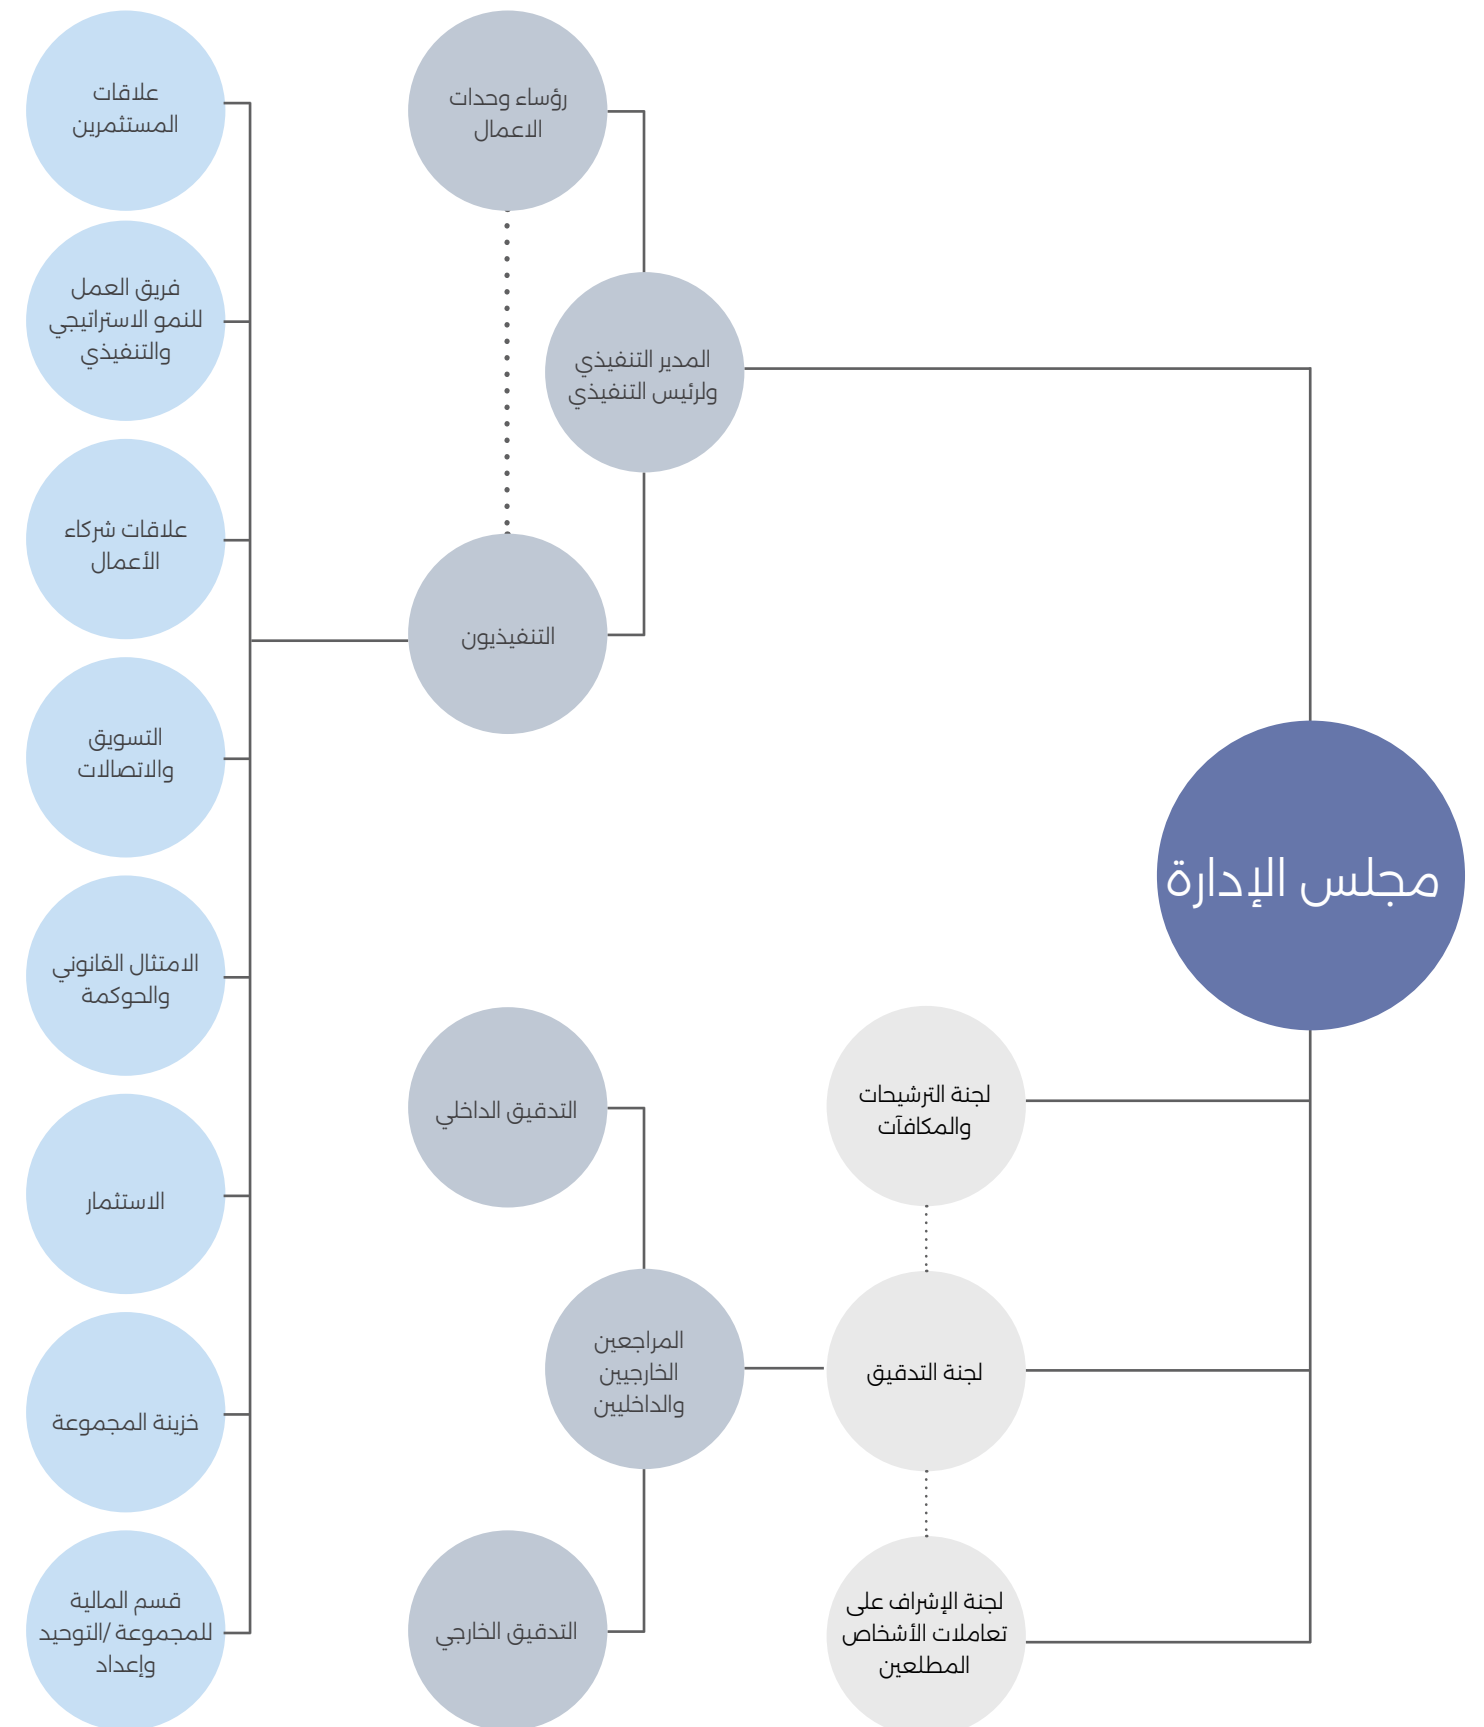 مجلس الإدارة
المدير التنفيذي
ولرئيس التنفيذي
رؤساء وحدات
الاعمال
التنفيذيون
علاقات
المستثمرين
فريق العمل
للنمو الاستراتيجي
والتنفيذي
علاقات شركاء
الأعمال
التسويق
والاتصالات
الامتثال القانوني
والحوكمة
الاستثمار
خزينة المجموعة
قسم المالية
للمجموعة /التوحيد
وإعداد
لجنة الترشيحات
والمكافآت
لجنة التدقيق
لجنة الإشراف على
تعاملات الأشخاص
المطلعين
المراجعين
الخارجيين
والداخليين
التدقيق الداخلي
التدقيق الخارجي